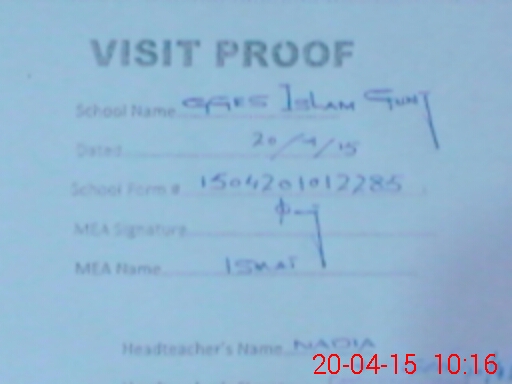 VISIT PROOF
School Name GGES Islam Gunj
Dated 20/4/15
School Form # 1504201012285
MEA Signature
MEA Name Ismai
Headteacher's Name NADIA
20-04-15 10:16